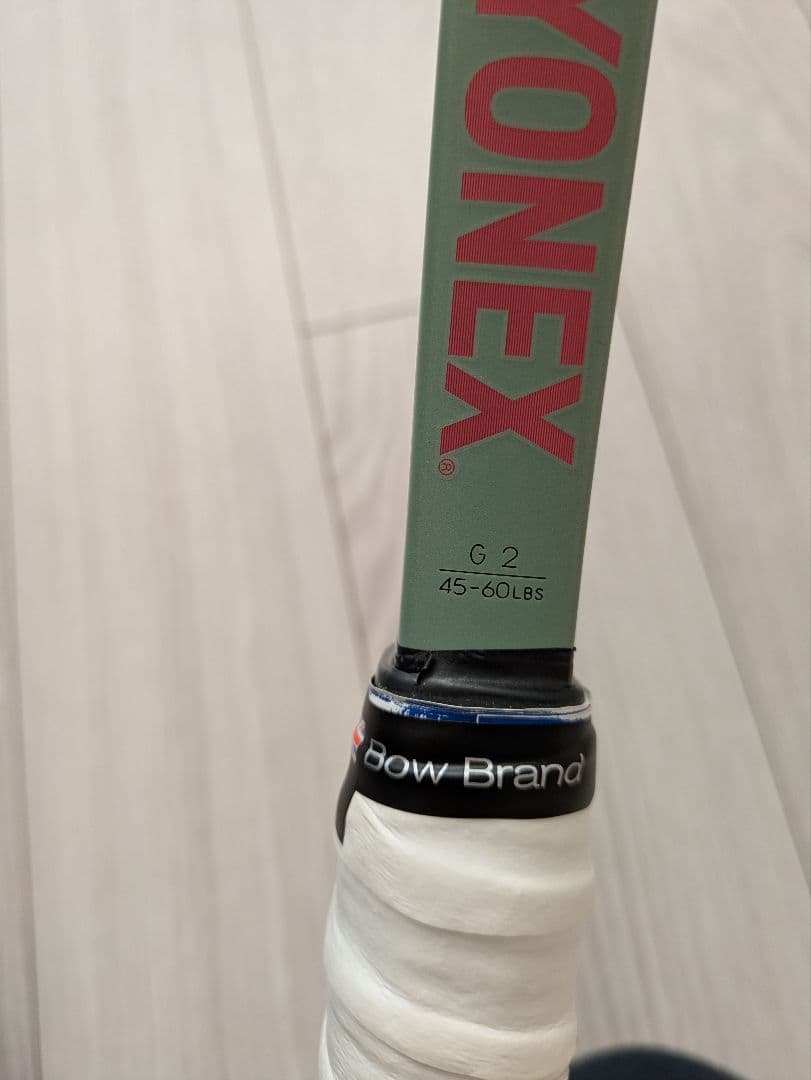 YONEX®
G 2
45-60LBS
Bow Brand